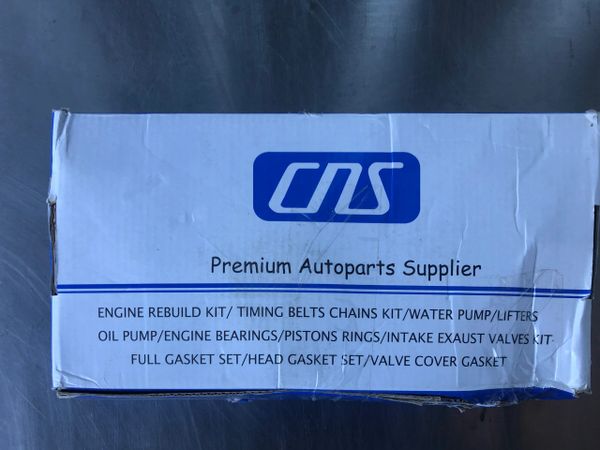 CNS
Premium Autoparts Supplier
ENGINE REBUILD KIT/ TIMING BELTS CHAINS KIT/WATER PUMP/LIFTERS
OIL PUMP/ENGINE BEARINGS/PISTONS RINGS/INTAKE EXAUST VALVES KIT
FULL GASKET SET/HEAD GASKET SET/VALVE COVER GASKET